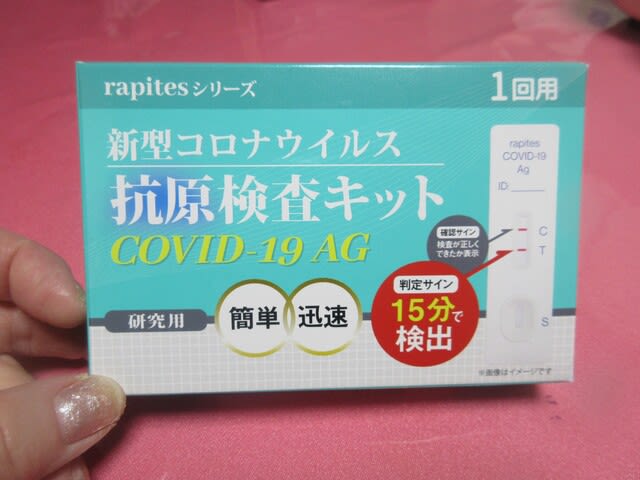 rapitesシリーズ
1回用
新型コロナウイルス
抗原検査キット
COVID-19 AG
研究用
簡単
迅速
rapites
COVID-19
Ag
ID:
C
T
S
確認サイン
検査が正しく
できたか表示
判定サイン
15分で
検出
※画像はイメージです